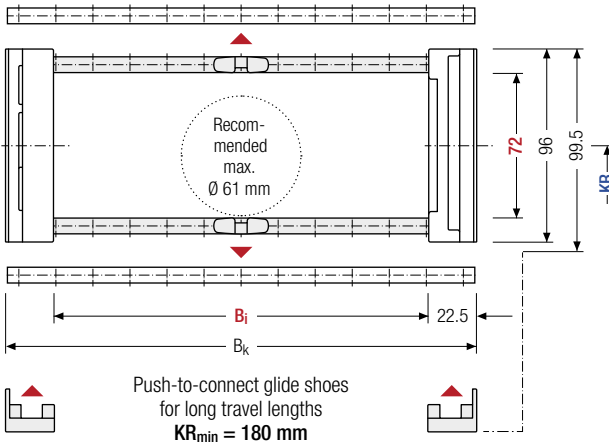 Recom-
mended
max.
Ø 61 mm
72
96
99.5
KR
Bi
22.5
Bk
Push-to-connect glide shoes
for long travel lengths
KRmin = 180 mm